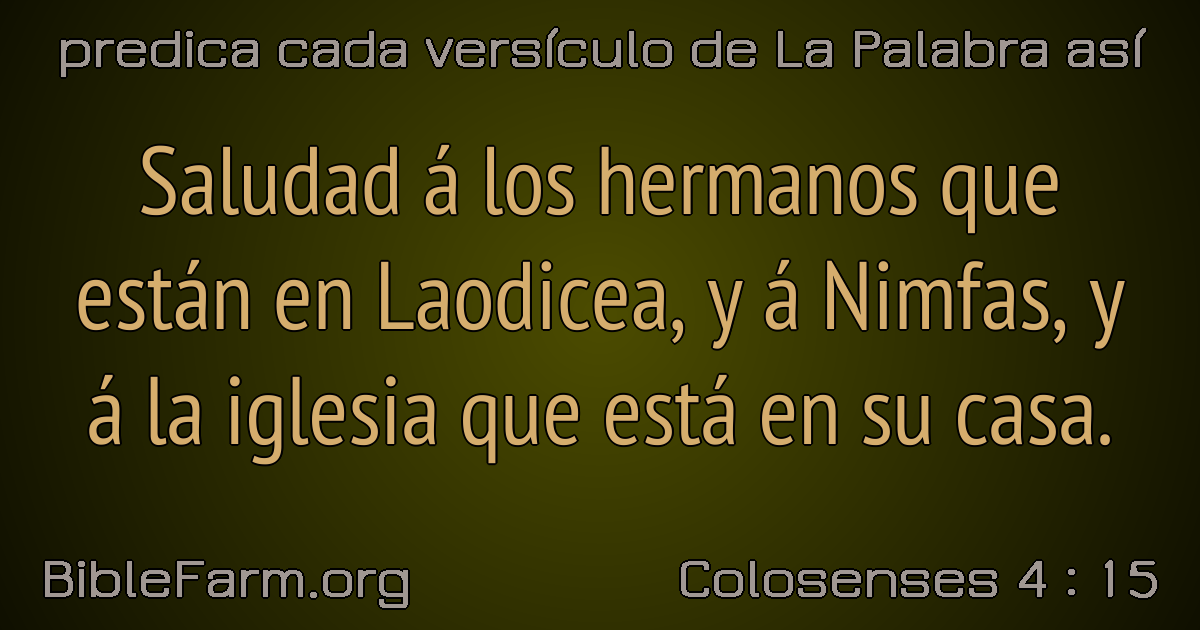 predica cada versículo de La Palabra así
Saludad á los hermanos que
están en Laodicea, y á Nimfas, y
á la iglesia que está en su casa.
BibleFarm.org
Colosenses 4 : 15